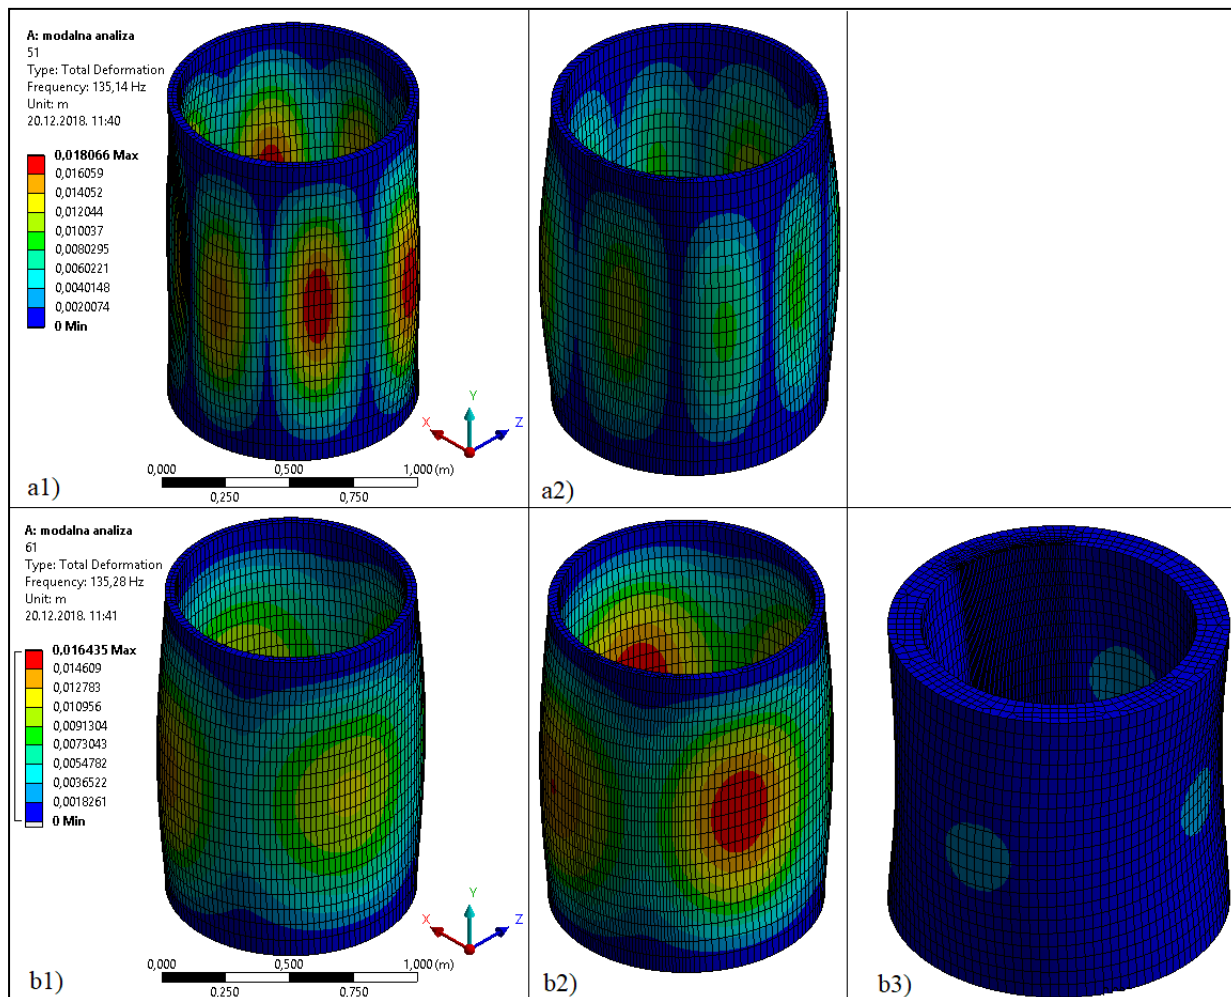 A: modalna analiza
51
Type: Total Deformation
Frequency: 135,14 Hz
Unit: m
20.12.2018. 11:40
0,018066 Max
0,016059
0,014052
0,012044
0,010037
0,0080295
0,0060221
0,0040148
0,0020074
0 Min
Y
X Z
0,000 0,500 1,000 (m)
0,250 0,750
a1) a2)
A: modalna analiza
61
Type: Total Deformation
Frequency: 135,28 Hz
Unit: m
20.12.2018. 11:41
0,016435 Max
0,014609
0,012783
0,010956
0,0091304
0,0073043
0,0054782
0,0036522
0,0018261
0 Min
Y
X Z
0,000 0,500 1,000 (m)
0,250 0,750
b1) b2) b3)